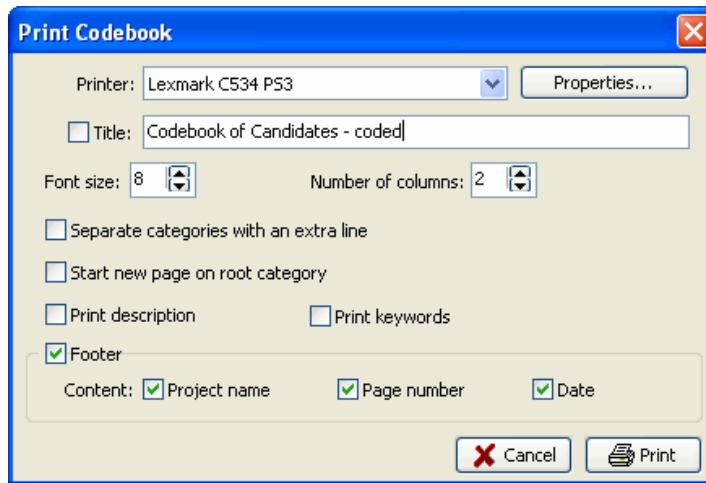 Print Codebook
Printer: Lexmark C534 PS3 Properties...
Title: Codebook of Candidates - coded
Font size: 8 Number of columns: 2
Separate categories with an extra line
Start new page on root category
Print description Print keywords
Footer
Content: Project name Page number Date
Cancel Print